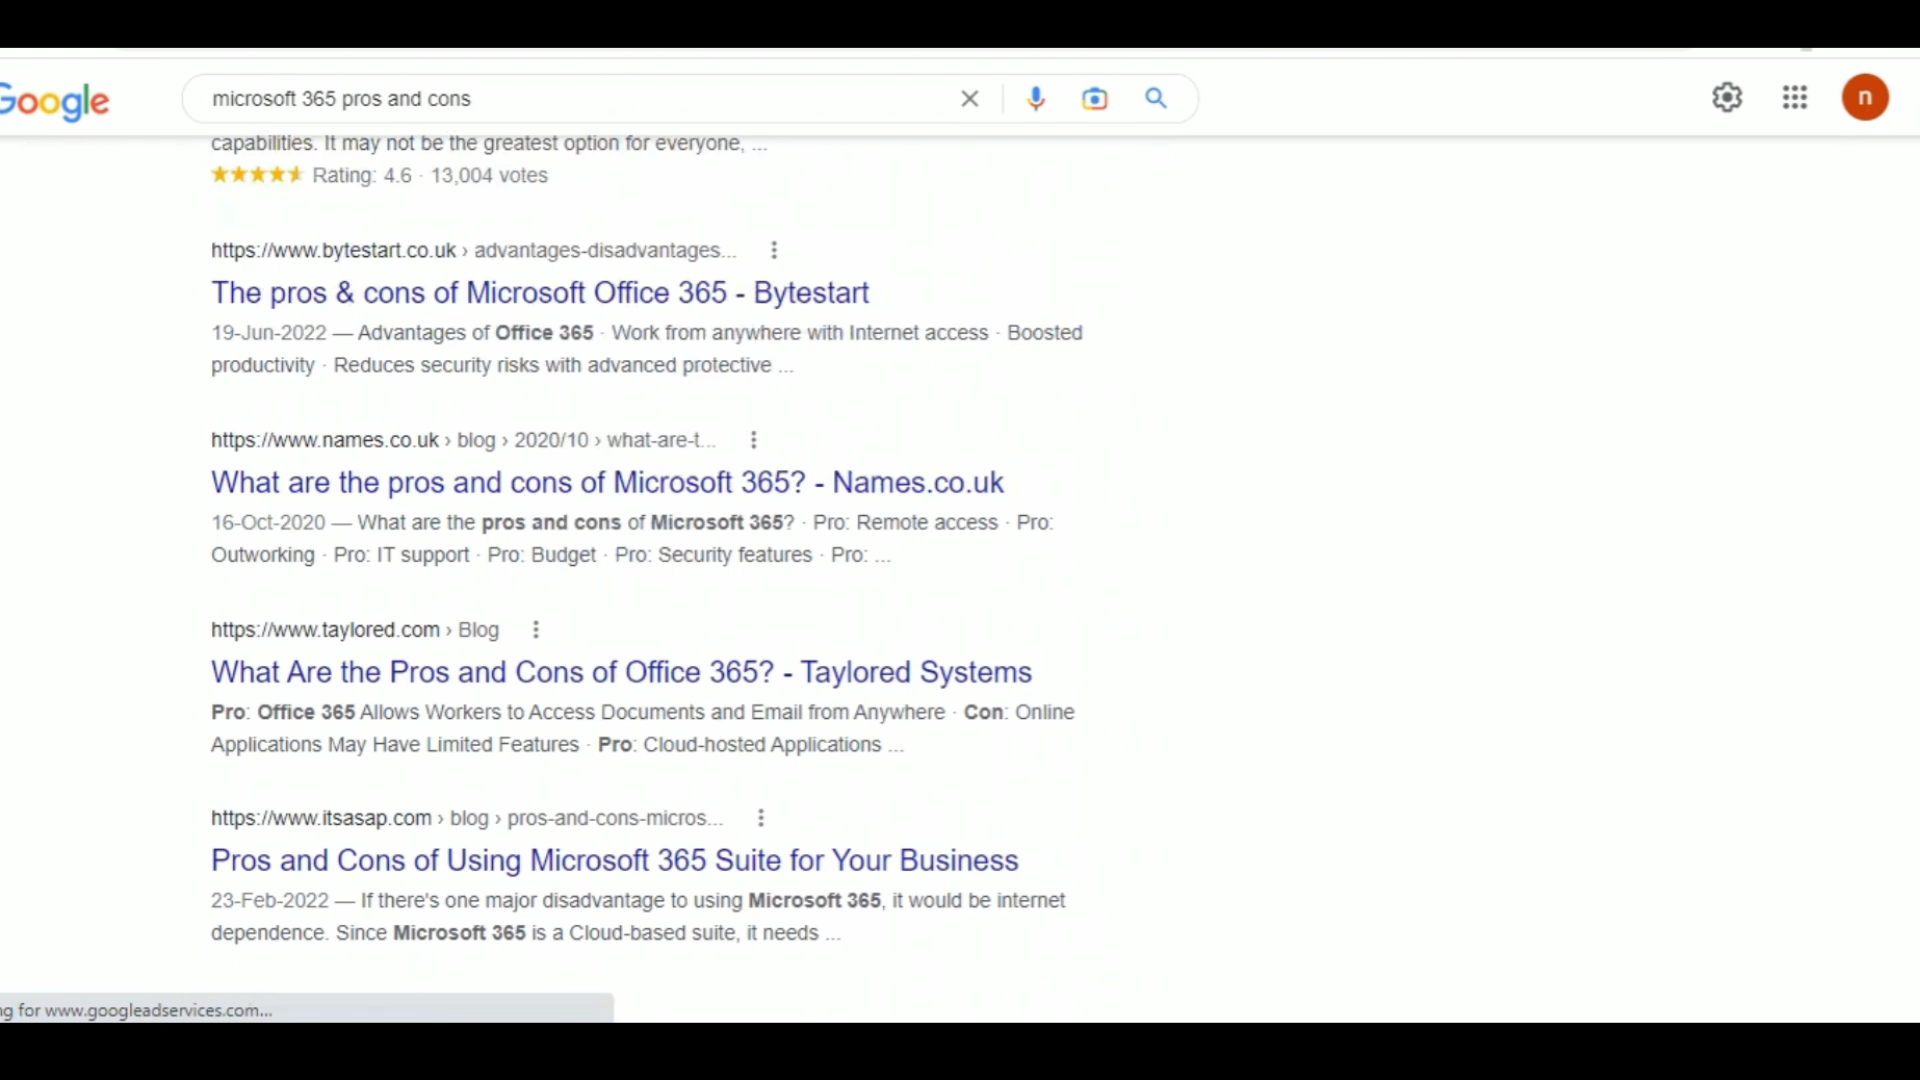 Google
microsoft 365 pros and cons
n
capabilities. It may not be the greatest option for everyone, ...
Rating: 4.6 · 13,004 votes
https://www.bytestart.co.uk › advantages-disadvantages...
The pros & cons of Microsoft Office 365 - Bytestart
19-Jun-2022 — Advantages of Office 365 · Work from anywhere with Internet access · Boosted
productivity · Reduces security risks with advanced protective ...
https://www.names.co.uk › blog › 2020/10 › what-are-t...
What are the pros and cons of Microsoft 365? - Names.co.uk
16-Oct-2020 — What are the pros and cons of Microsoft 365? · Pro: Remote access · Pro:
Outworking · Pro: IT support · Pro: Budget · Pro: Security features · Pro: ...
https://www.taylored.com › Blog
What Are the Pros and Cons of Office 365? - Taylored Systems
Pro: Office 365 Allows Workers to Access Documents and Email from Anywhere · Con: Online
Applications May Have Limited Features · Pro: Cloud-hosted Applications ...
https://www.itsasap.com › blog › pros-and-cons-micros...
Pros and Cons of Using Microsoft 365 Suite for Your Business
23-Feb-2022 — If there's one major disadvantage to using Microsoft 365, it would be internet
dependence. Since Microsoft 365 is a Cloud-based suite, it needs ...
ng for www.googleadservices.com...